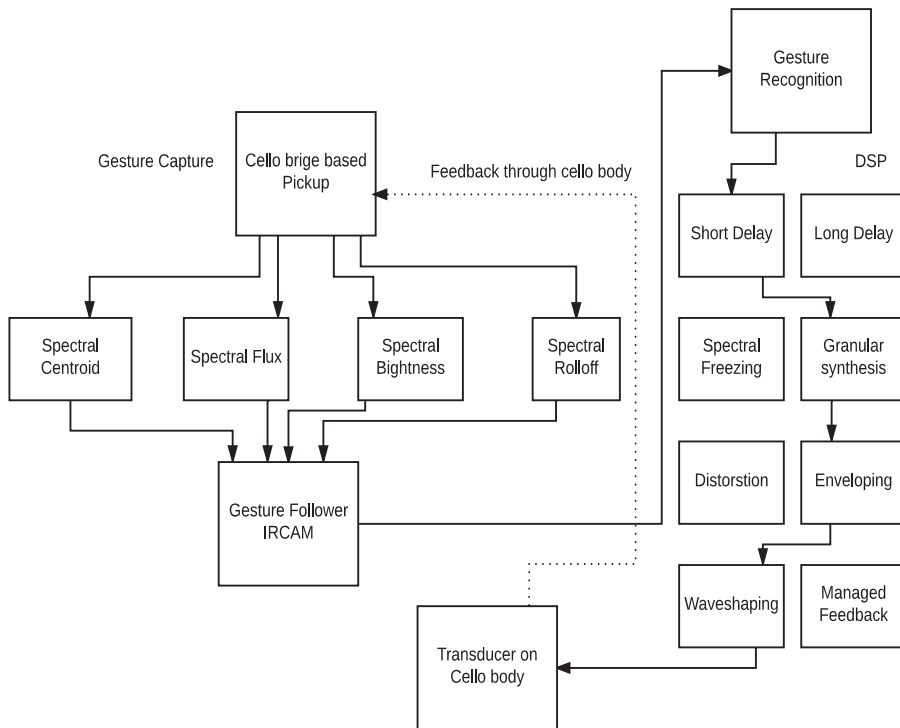 Gesture
Recognition
Gesture Capture
Cello brige based
Pickup
Feedback through cello body
DSP
Short Delay
Long Delay
Spectral
Centroid
Spectral Flux
Spectral
Bightness
Spectral
Rolloff
Spectral
Freezing
Granular
synthesis
Gesture Follower
IRCAM
Distorstion
Enveloping
Waveshaping
Managed
Feedback
Transducer on
Cello body